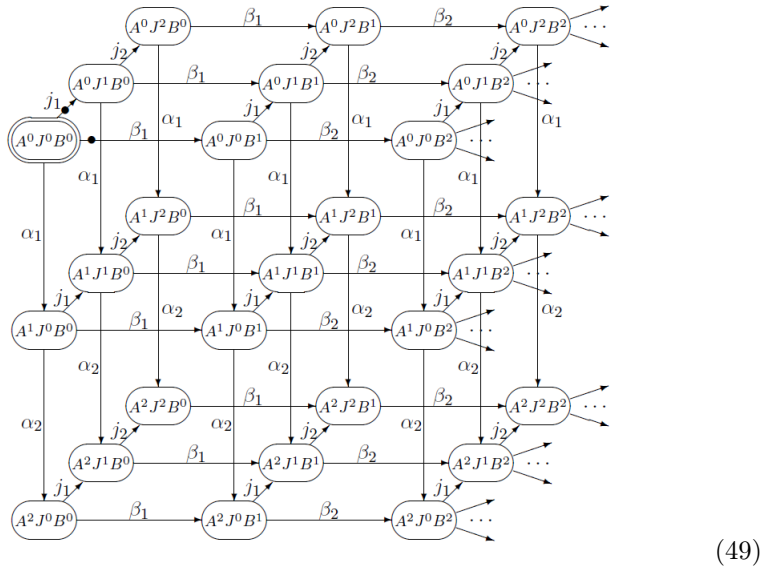 β₁ β₁
A⁰J²B⁰ A⁰J²B¹ A⁰J²B² ···
j₂ j₂ j₂
β₁ β₂
A⁰J¹B⁰ A⁰J¹B¹ A⁰J¹B² ···
j₁ j₁ j₁
α₁ α₁ α₁
β₁ β₂
A⁰J⁰B⁰ A⁰J⁰B¹ A⁰J⁰B² ···
α₁ α₁ α₁
β₁ β₂
A¹J²B⁰ A¹J²B¹ A¹J²B² ···
α₁ j₂ α₁ j₂ α₁ j₂
β₁ β₂
A¹J¹B⁰ A¹J¹B¹ A¹J¹B² ···
j₁ j₁ j₁
α₂ α₂ α₂
β₁ β₂
A¹J⁰B⁰ A¹J⁰B¹ A¹J⁰B² ···
α₂ α₂ α₂
β₁ β₂
A²J²B⁰ A²J²B¹ A²J²B² ···
α₂ j₂ α₂ j₂ α₂ j₂
β₁ β₂
A²J¹B⁰ A²J¹B¹ A²J¹B² ···
j₁ j₁ j₁
β₁ β₂
A²J⁰B⁰ A²J⁰B¹ A²J⁰B² ···
(49)